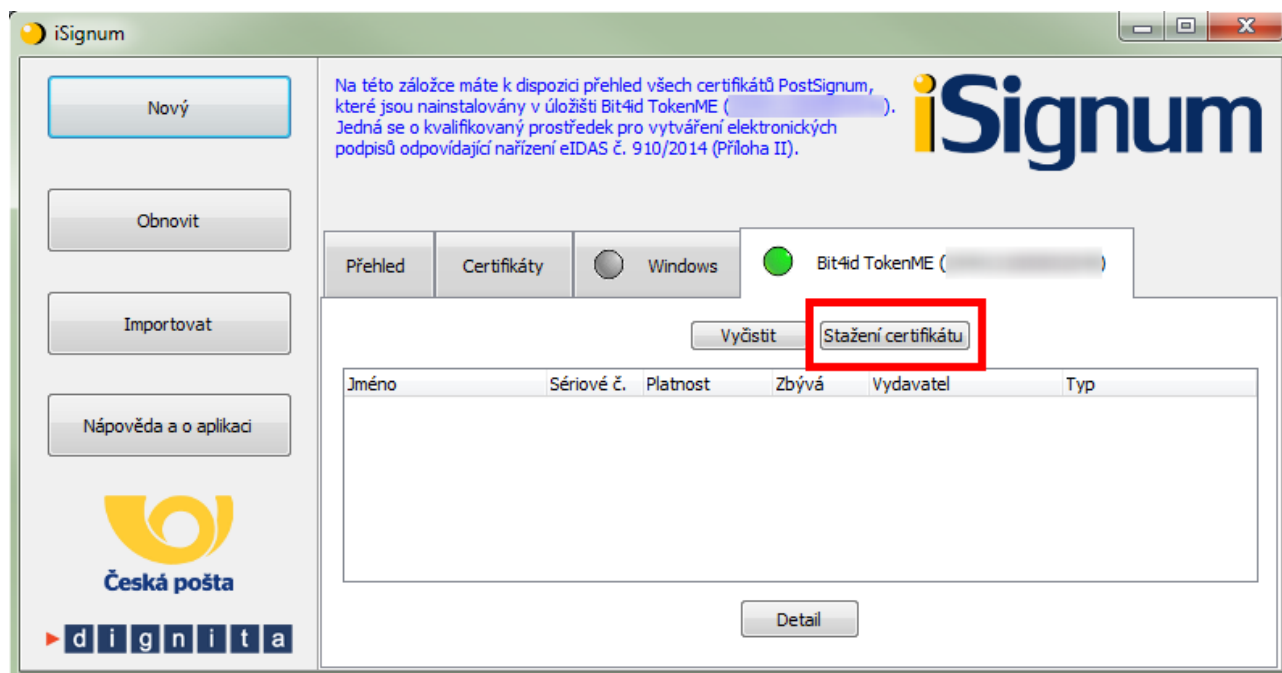 iSignum
Nový
Obnovit
Importovat
Nápověda a o aplikaci
Česká pošta
dignita
Na této záložce máte k dispozici přehled všech certifikátů PostSignum,
které jsou nainstalovány v úložišti Bit4id TokenME ( ).
Jedná se o kvalifikovaný prostředek pro vytváření elektronických
podpisů odpovídající nařízení eIDAS č. 910/2014 (Příloha II).
iSignum
Přehled Certifikáty Windows Bit4id TokenME ( )
Vyčistit Stažení certifikátu
Jméno Sériové č. Platnost Zbývá Vydavatel Typ
Detail